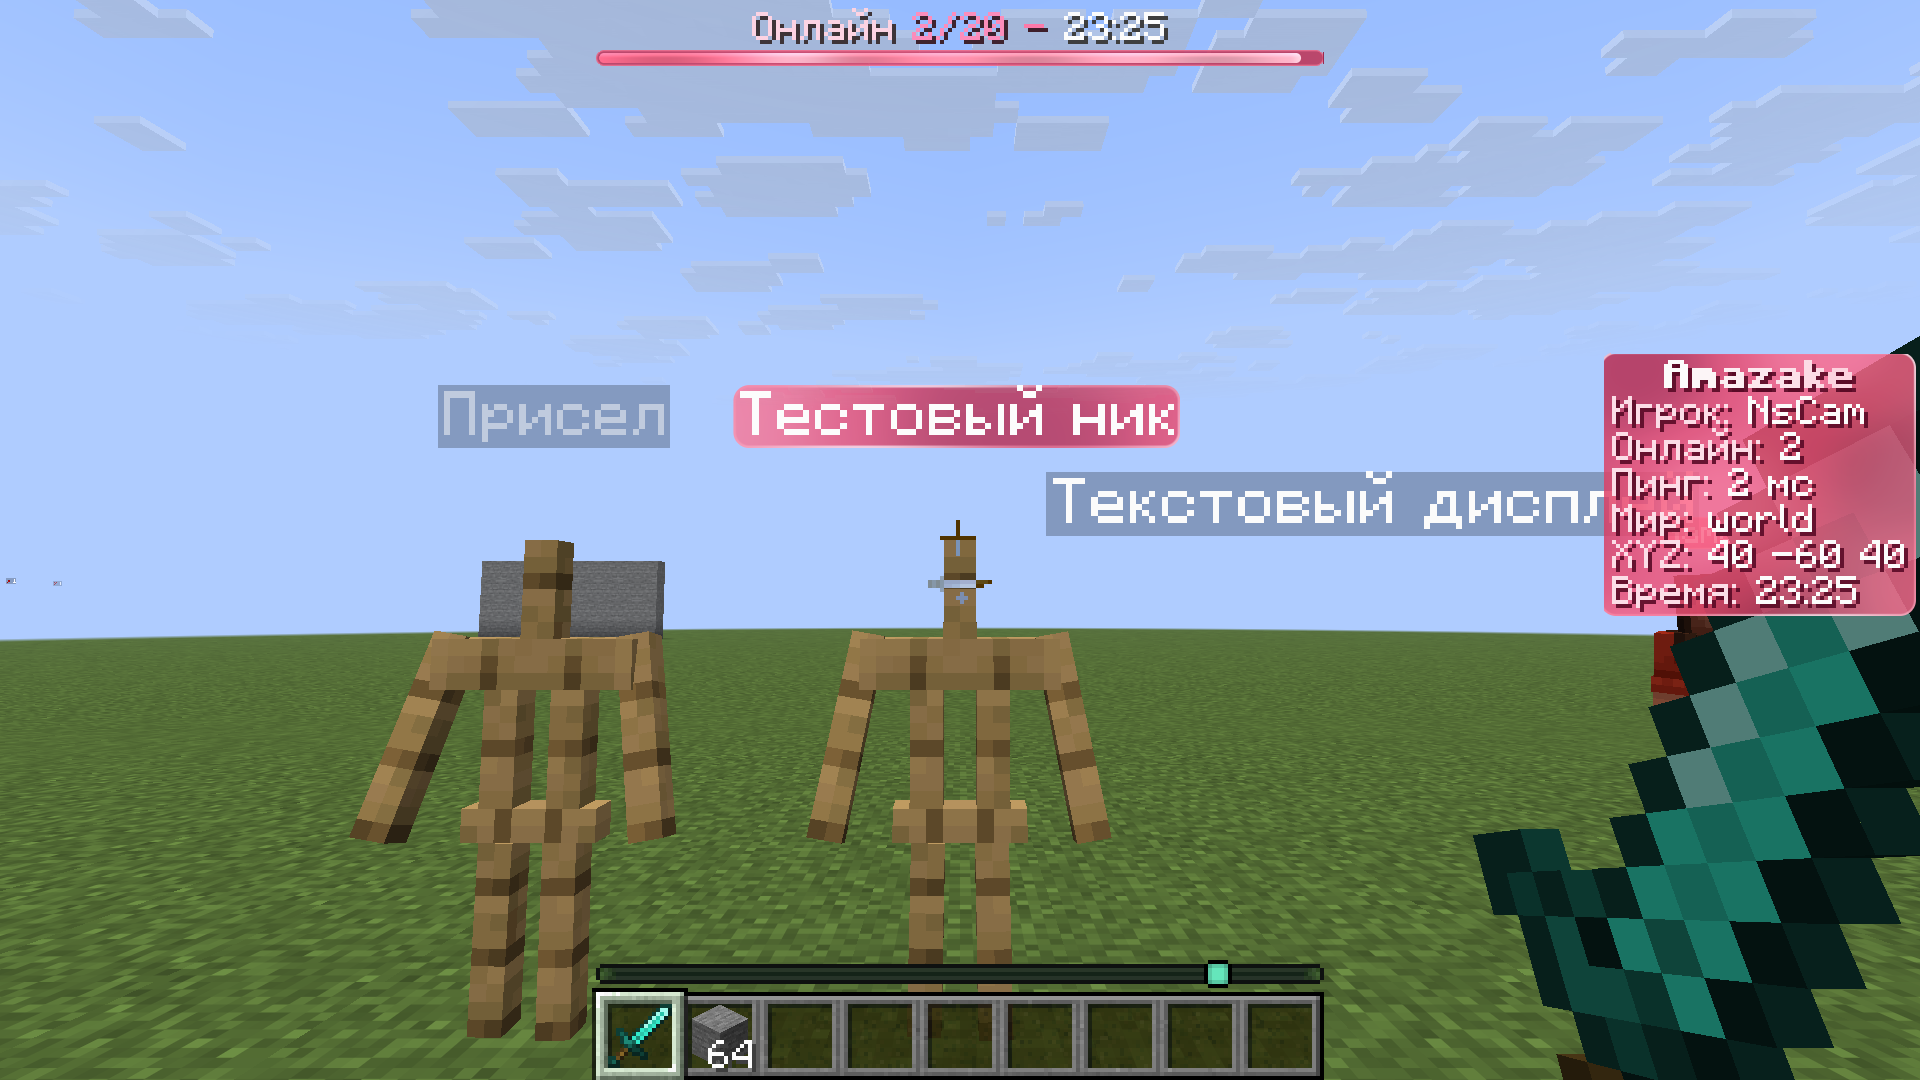 Онлайн 2/20 - 23:25
Присел
Тестовый ник
Текстовый
Amazake
Игрок: NsCam
Онлайн: 2
Пинг: 2 мс
Мир: world
XYZ: 40 -60 40
Время: 23:25
64